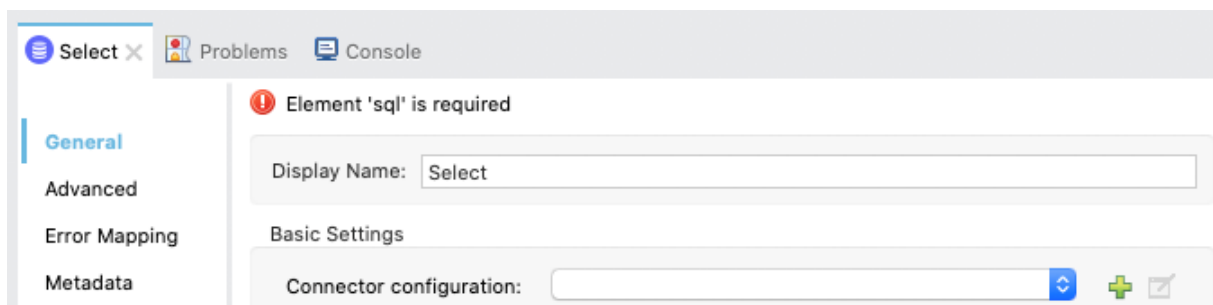 Select Problems Console
Element 'sql' is required
General
Display Name: Select
Advanced
Error Mapping
Basic Settings
Metadata
Connector configuration: